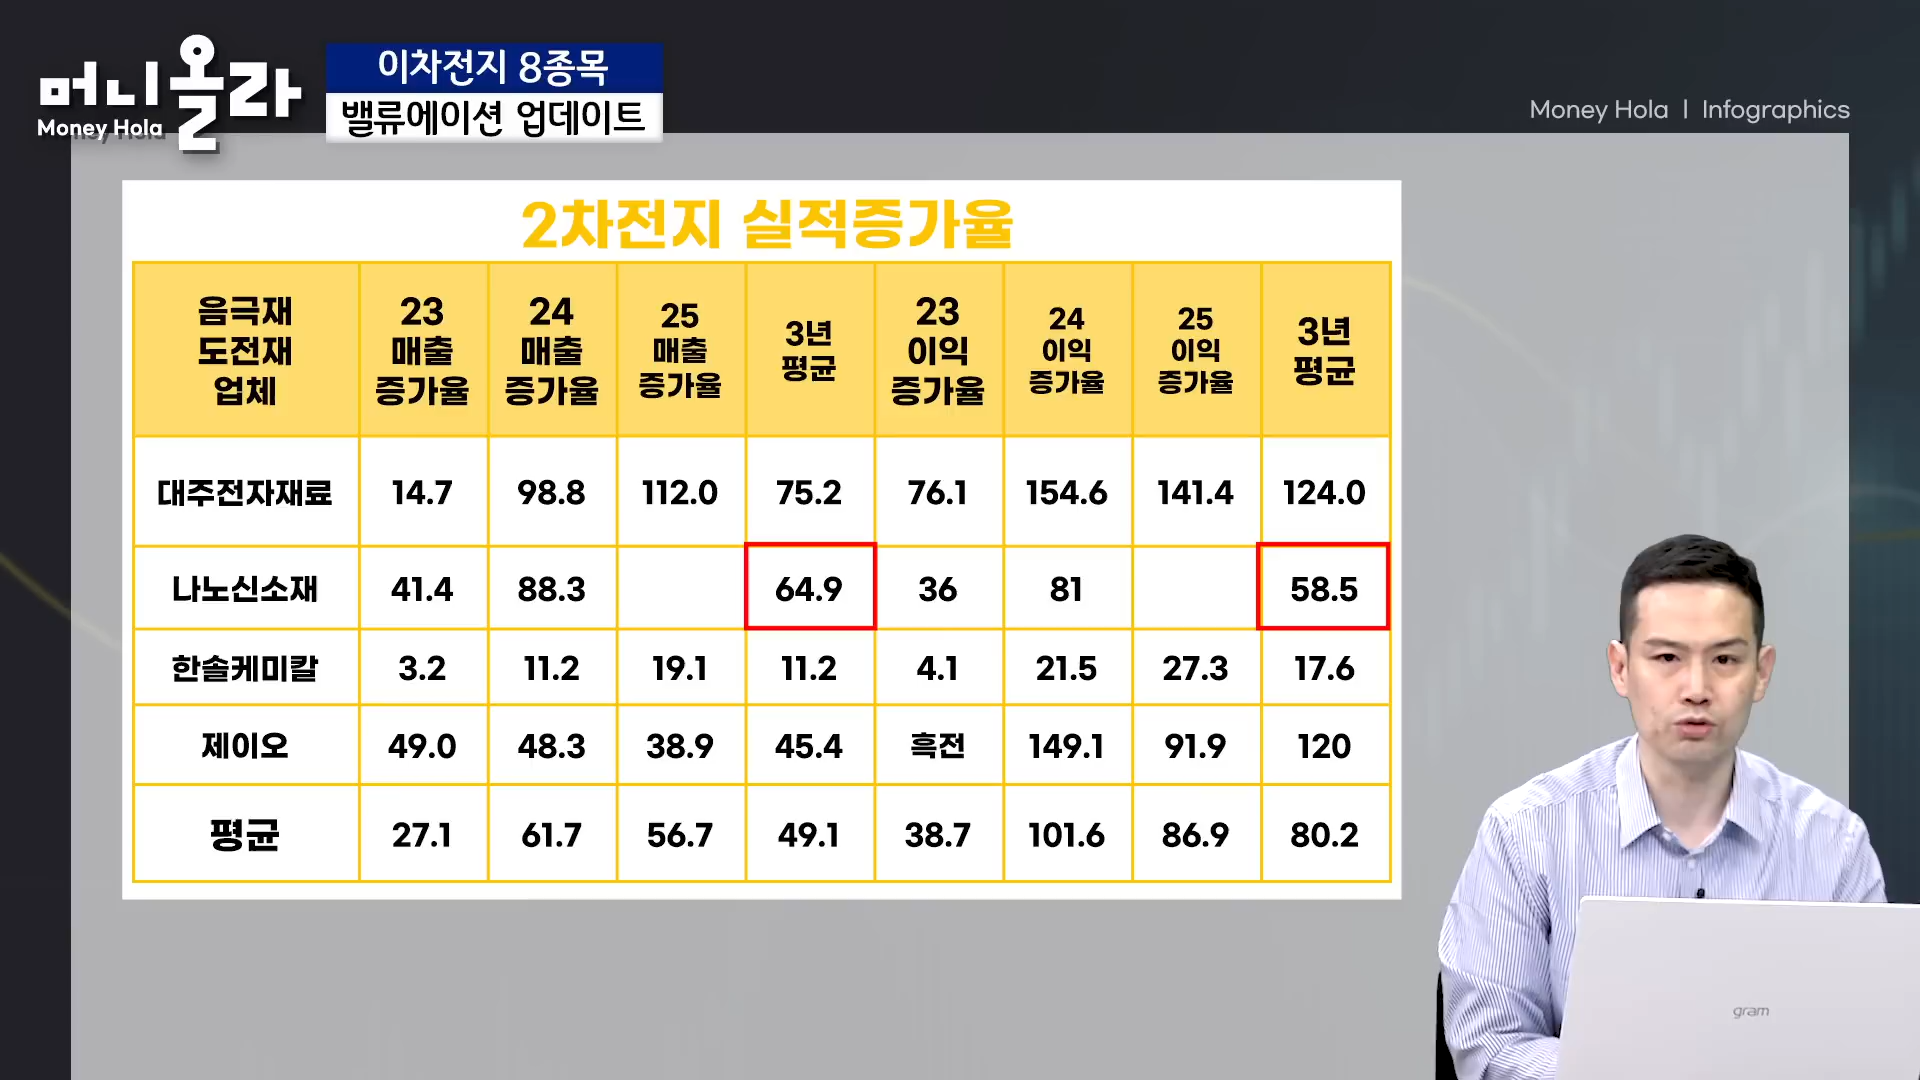 머니올라
Money Hola
이차전지 8종목
밸류에이션 업데이트
Money Hola | Infographics
2차전지 실적증가율
음극재 도전재 업체 23 매출 증가율 24 매출 증가율 25 매출 증가율 3년 평균 23 이익 증가율 24 이익 증가율 25 이익 증가율 3년 평균
대주전자재료 14.7 98.8 112.0 75.2 76.1 154.6 141.4 124.0
나노신소재 41.4 88.3 64.9 36 81 58.5
한솔케미칼 3.2 11.2 19.1 11.2 4.1 21.5 27.3 17.6
제이오 49.0 48.3 38.9 45.4 흑전 149.1 91.9 120
평균 27.1 61.7 56.7 49.1 38.7 101.6 86.9 80.2
gram